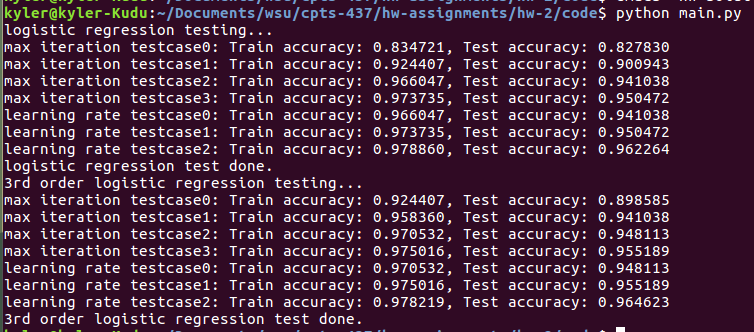 kyler@kyler-Kudu:~/Documents/wsu/cpts-437/hw-assignments/hw-2/code$ python main.py
logistic regression testing...
max iteration testcase0: Train accuracy: 0.834721, Test accuracy: 0.827830
max iteration testcase1: Train accuracy: 0.924407, Test accuracy: 0.900943
max iteration testcase2: Train accuracy: 0.966047, Test accuracy: 0.941038
max iteration testcase3: Train accuracy: 0.973735, Test accuracy: 0.950472
learning rate testcase0: Train accuracy: 0.966047, Test accuracy: 0.941038
learning rate testcase1: Train accuracy: 0.973735, Test accuracy: 0.950472
learning rate testcase2: Train accuracy: 0.978860, Test accuracy: 0.962264
logistic regression test done.
3rd order logistic regression testing...
max iteration testcase0: Train accuracy: 0.924407, Test accuracy: 0.898585
max iteration testcase1: Train accuracy: 0.958360, Test accuracy: 0.941038
max iteration testcase2: Train accuracy: 0.970532, Test accuracy: 0.948113
max iteration testcase3: Train accuracy: 0.975016, Test accuracy: 0.955189
learning rate testcase0: Train accuracy: 0.970532, Test accuracy: 0.948113
learning rate testcase1: Train accuracy: 0.975016, Test accuracy: 0.955189
learning rate testcase2: Train accuracy: 0.978219, Test accuracy: 0.964623
3rd order logistic regression test done.